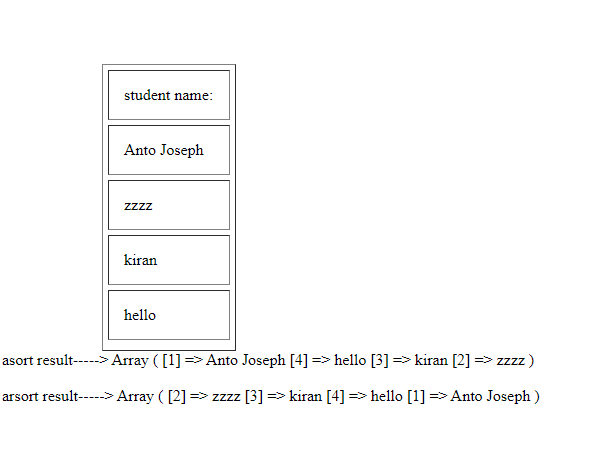 student name:
Anto Joseph
zzzz
kiran
hello
asort result-----> Array ( [1] => Anto Joseph [4] => hello [3] => kiran [2] => zzzz )
arsort result-----> Array ( [2] => zzzz [3] => kiran [4] => hello [1] => Anto Joseph )